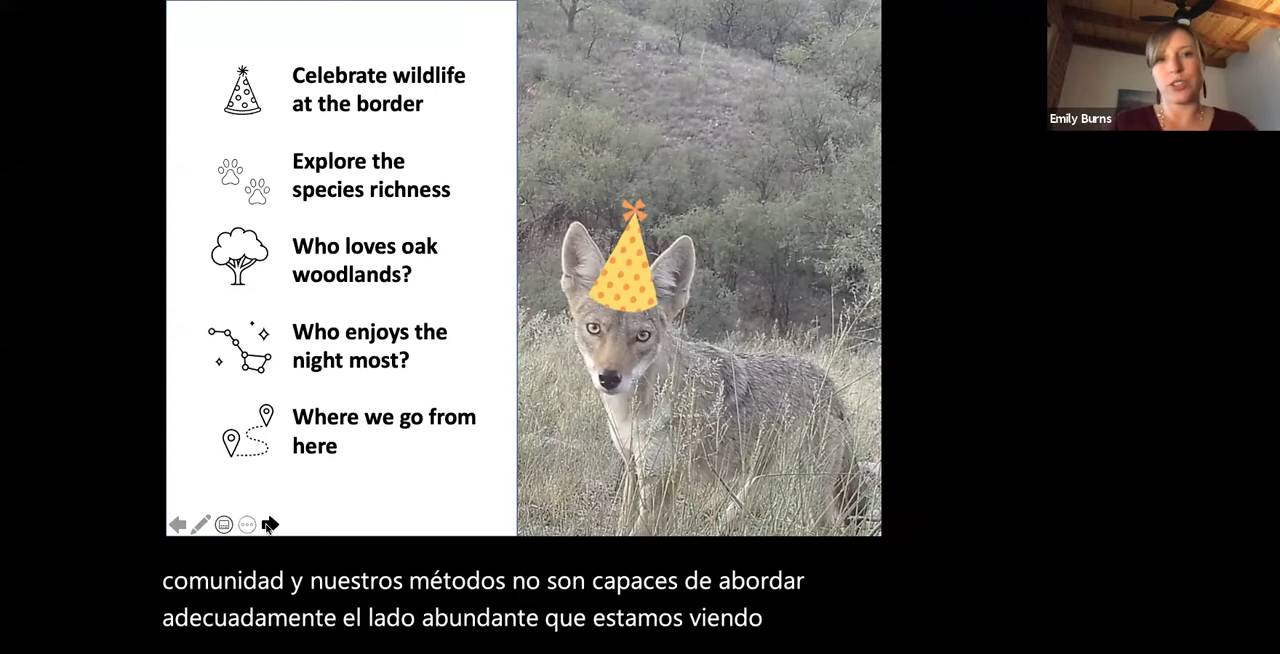 Celebrate wildlife
at the border
Explore the
species richness
Who loves oak
woodlands?
Who enjoys the
night most?
Where we go from
here
Emily Burns
comunidad y nuestros métodos no son capaces de abordar
adecuadamente el lado abundante que estamos viendo